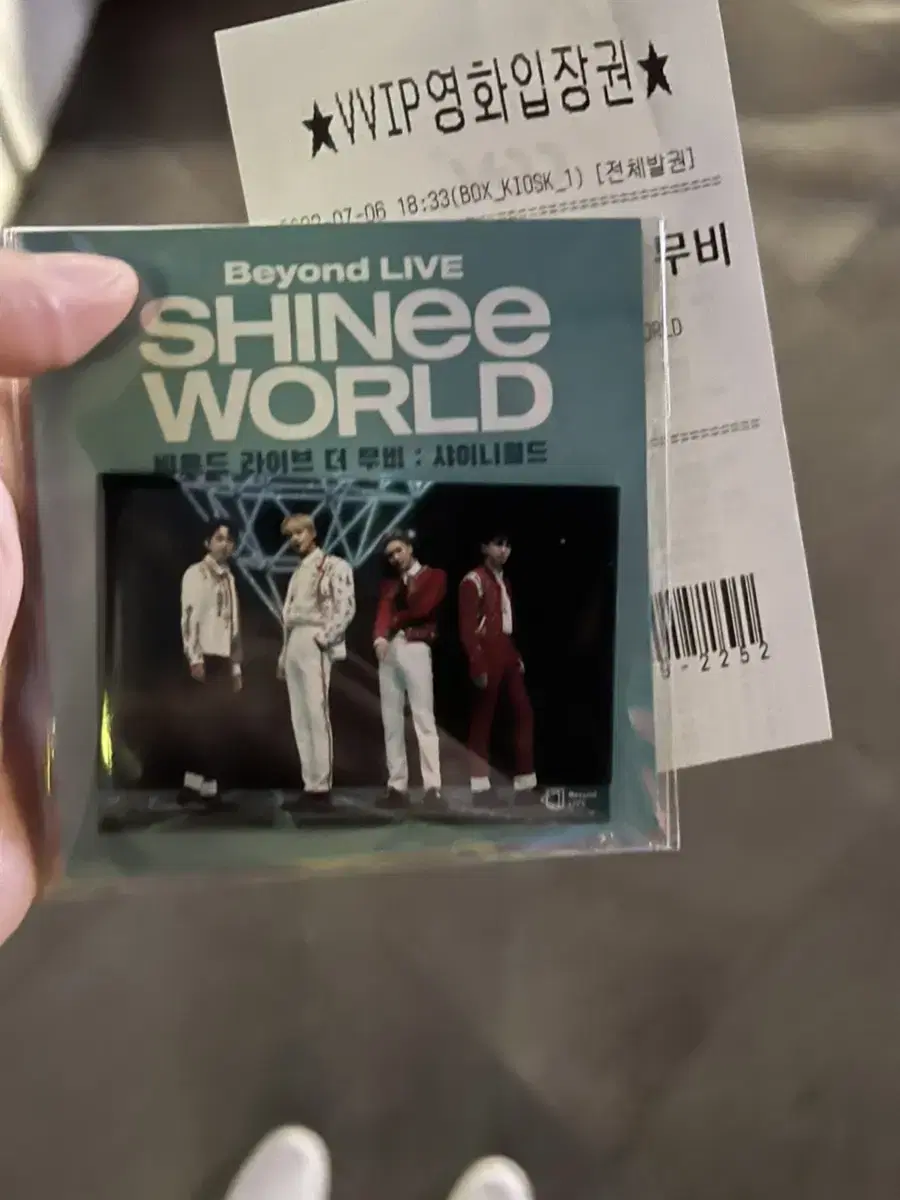 ★VVIP영화입장권★
07-06 18:33(BOX_KIOSK_1) [전체발권]
무비
Beyond LIVE
SHINee
WORLD
비욘드 라이브 더 무비 : 샤이니월드
Beyond
LIVE
-2252